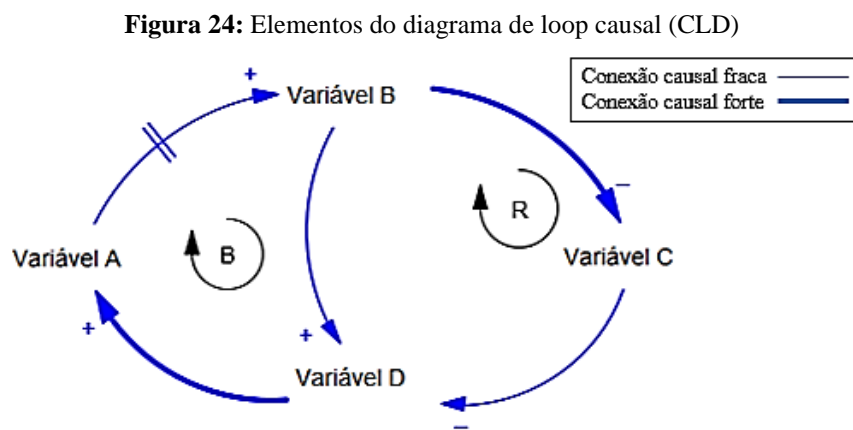 Figura 24: Elementos do diagrama de loop causal (CLD)
Conexão causal fraca
Conexão causal forte
+
Variável B
–
R
Variável A
B
Variável C
+
+
Variável D
–